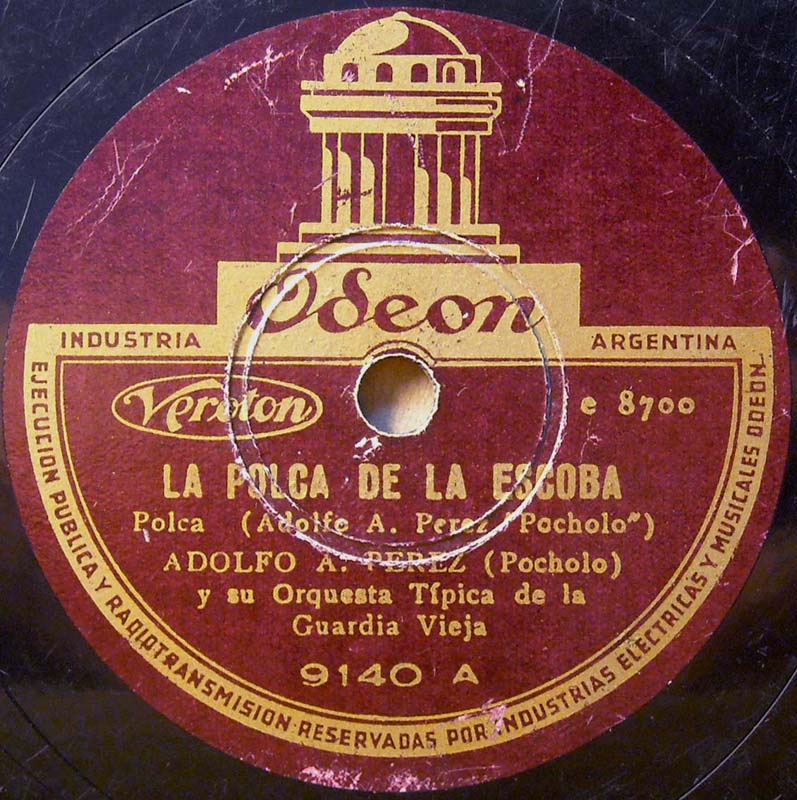 Odeon
INDUSTRIA ARGENTINA
Veroton
e 8700
LA POLCA DE LA ESCOBA
Polca (Adolfo A. Perez "Pocholo")
ADOLFO A. PEREZ (Pocholo)
y su Orquesta Típica de la
Guardia Vieja
9140 A
EJECUCION PUBLICA Y RADIOTRANSMISION RESERVADAS POR INDUSTRIAS ELECTRICAS Y MUSICALES ODEON